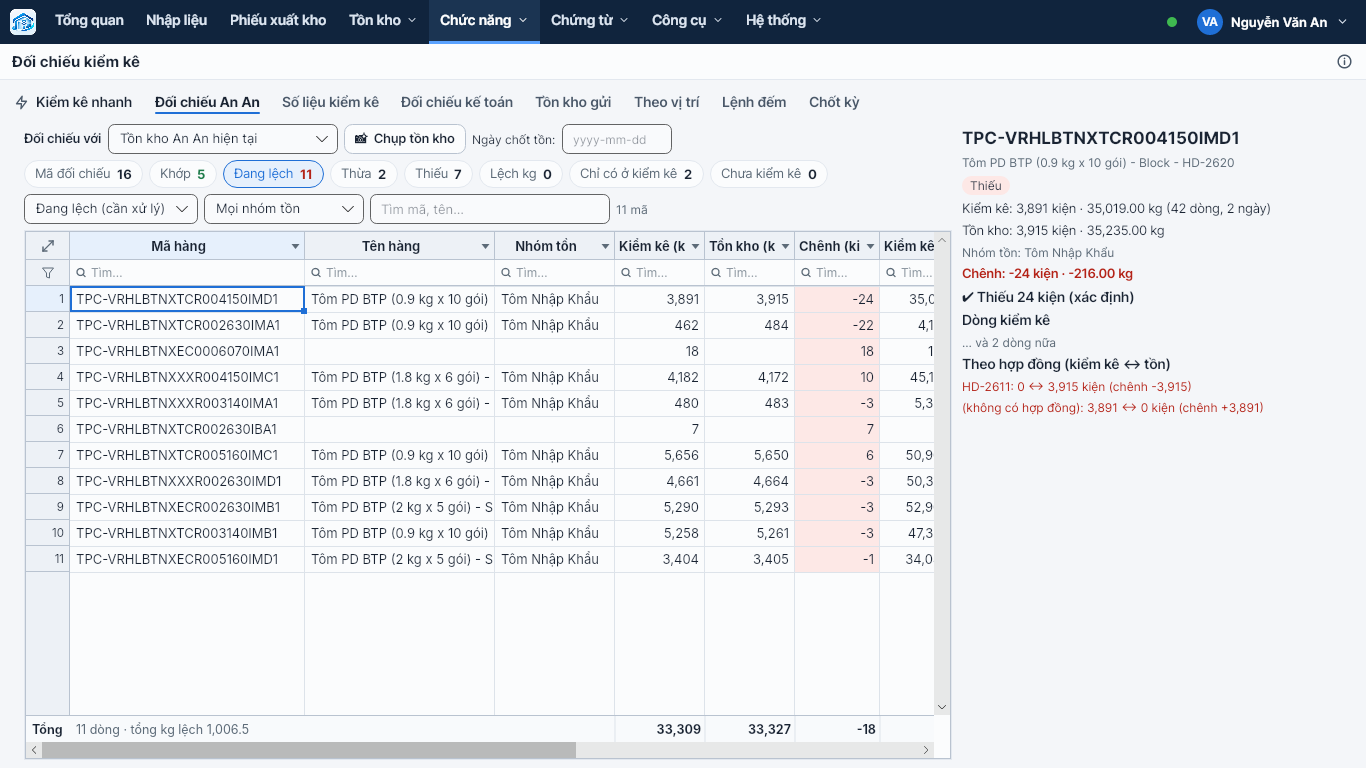 Tổng quan Nhập liệu Phiếu xuất kho Tồn kho Chức năng Chứng từ Công cụ Hệ thống VA Nguyễn Văn An
Đối chiếu kiểm kê
Kiểm kê nhanh Đối chiếu An An Số liệu kiểm kê Đối chiếu kế toán Tồn kho gửi Theo vị trí Lệnh đếm Chốt kỳ
Đối chiếu với Tồn kho An An hiện tại Chụp tồn kho Ngày chốt tồn: yyyy-mm-dd
Mã đối chiếu 16 Khớp 5 Đang lệch 11 Thừa 2 Thiếu 7 Lệch kg 0 Chỉ có ở kiểm kê 2 Chưa kiểm kê 0
Đang lệch (cần xử lý) Mọi nhóm tồn Tìm mã, tên... 11 mã
Mã hàng Tên hàng Nhóm tồn Kiểm kê (k Tồn kho (k Chênh (ki Kiểm kê
Tìm... Tìm... Tìm... Tìm... Tìm... Tìm... Tìm...
1 TPC-VRHLBTNXTCR004150IMD1 Tôm PD BTP (0.9 kg x 10 gói) Tôm Nhập Khẩu 3,891 3,915 -24 35,0
2 TPC-VRHLBTNXTCR002630IMA1 Tôm PD BTP (0.9 kg x 10 gói) Tôm Nhập Khẩu 462 484 -22 4,1
3 TPC-VRHLBTNXEC0006070IMA1 18 18 1
4 TPC-VRHLBTNXXXR004150IMC1 Tôm PD BTP (1.8 kg x 6 gói) - Tôm Nhập Khẩu 4,182 4,172 10 45,1
5 TPC-VRHLBTNXXXR003140IMA1 Tôm PD BTP (1.8 kg x 6 gói) - Tôm Nhập Khẩu 480 483 -3 5,3
6 TPC-VRHLBTNXTCR002630IBA1 7 7
7 TPC-VRHLBTNXTCR005160IMC1 Tôm PD BTP (0.9 kg x 10 gói) Tôm Nhập Khẩu 5,656 5,650 6 50,9
8 TPC-VRHLBTNXXXR002630IMD1 Tôm PD BTP (1.8 kg x 6 gói) - Tôm Nhập Khẩu 4,661 4,664 -3 50,3
9 TPC-VRHLBTNXECR002630IMB1 Tôm PD BTP (2 kg x 5 gói) - S Tôm Nhập Khẩu 5,290 5,293 -3 52,9
10 TPC-VRHLBTNXTCR003140IMB1 Tôm PD BTP (0.9 kg x 10 gói) Tôm Nhập Khẩu 5,258 5,261 -3 47,3
11 TPC-VRHLBTNXECR005160IMD1 Tôm PD BTP (2 kg x 5 gói) - S Tôm Nhập Khẩu 3,404 3,405 -1 34,0
Tổng 11 dòng · tổng kg lệch 1,006.5 33,309 33,327 -18
TPC-VRHLBTNXTCR004150IMD1
Tôm PD BTP (0.9 kg x 10 gói) - Block - HD-2620
Thiếu
Kiểm kê: 3,891 kiện · 35,019.00 kg (42 dòng, 2 ngày)
Tồn kho: 3,915 kiện · 35,235.00 kg
Nhóm tồn: Tôm Nhập Khẩu
Chênh: -24 kiện · -216.00 kg
✔ Thiếu 24 kiện (xác định)
Dòng kiểm kê
... và 2 dòng nữa
Theo hợp đồng (kiểm kê ↔ tồn)
HD-2611: 0 ↔ 3,915 kiện (chênh -3,915)
(không có hợp đồng): 3,891 ↔ 0 kiện (chênh +3,891)